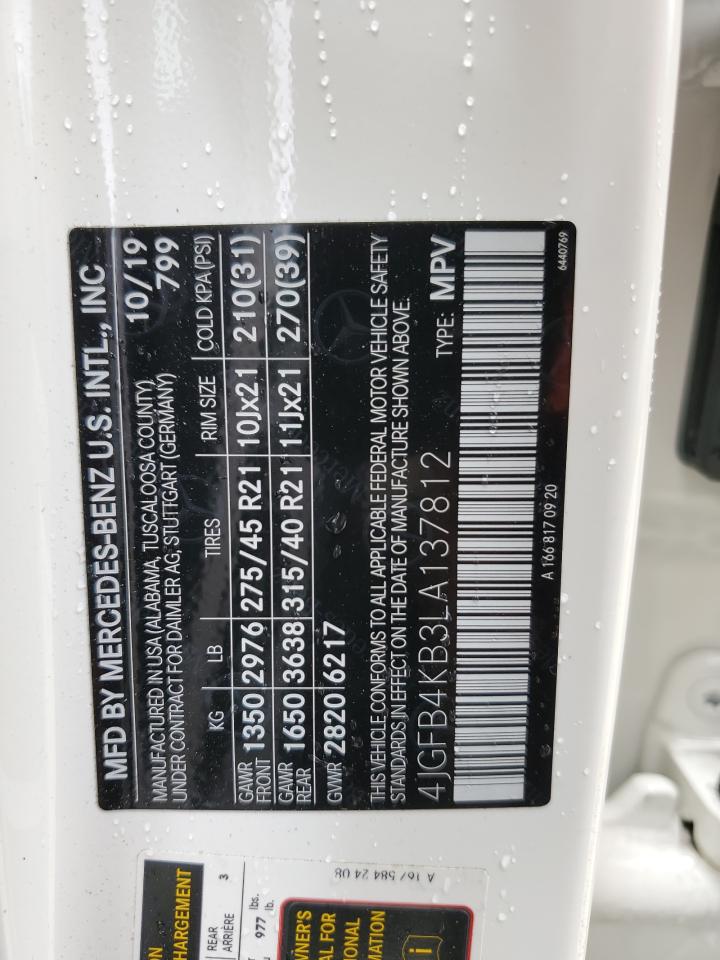 MFD BY MERCEDES-BENZ U.S. INTL., INC
10/19
MANUFACTURED IN USA (ALABAMA, TUSCALOOSA COUNTY)
UNDER CONTRACT FOR DAIMLER AG, STUTTGART (GERMANY)
799
KG LB TIRES RIM SIZE COLD KPA (PSI)
GAWR FRONT 1350 2976 275/45 R21 10Jx21 210(31)
GAWR REAR 1650 3638 315/40 R21 11Jx21 270(39)
GVWR 2820 6217
THIS VEHICLE CONFORMS TO ALL APPLICABLE FEDERAL MOTOR VEHICLE SAFETY
STANDARDS IN EFFECT ON THE DATE OF MANUFACTURE SHOWN ABOVE.
4JGFB4KB3LA137812 TYPE: MPV
A 166 817 09 20
6440769
REAR
ARRIÈRE 3
lbs.
977 lb.
A 167 584 24 08